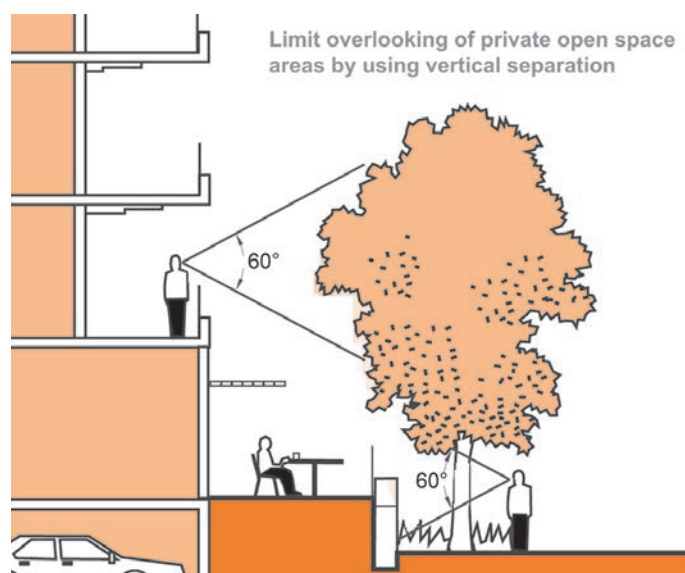 Limit overlooking of private open space
areas by using vertical separation
60°
60°